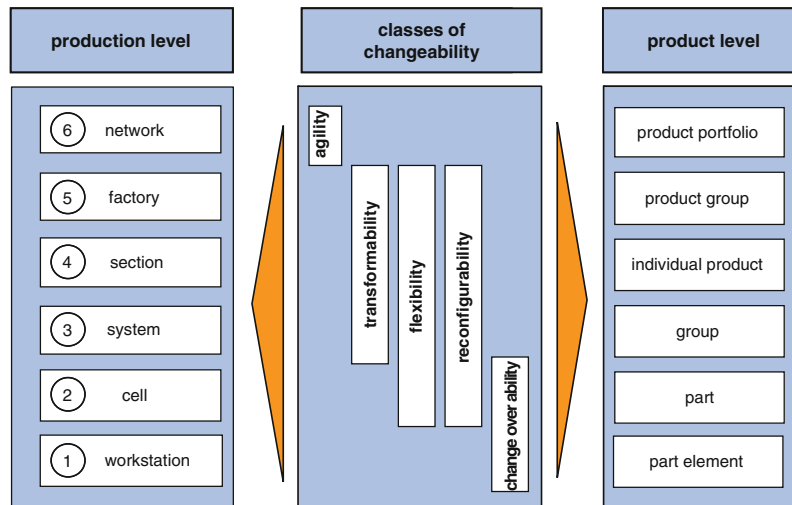 production level
classes of
changeability
product level
6 network
5 factory
4 section
3 system
2 cell
1 workstation
agility
transformability
flexibility
reconfigurability
change over ability
product portfolio
product group
individual product
group
part
part element